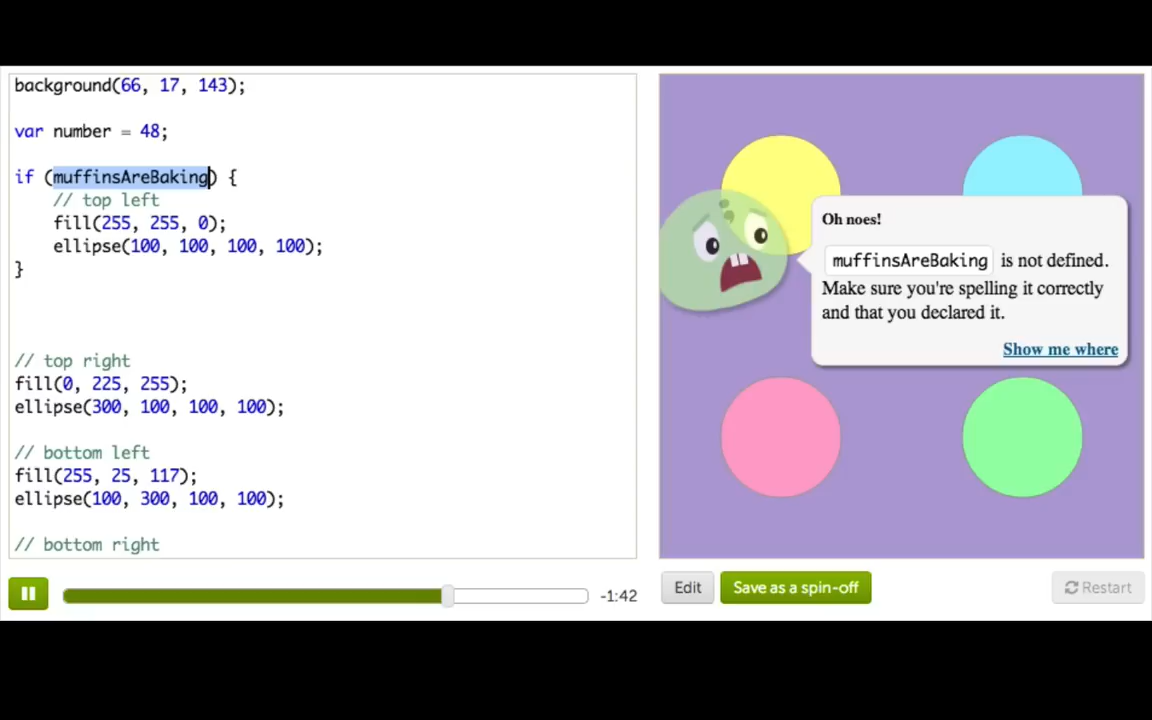 background(66, 17, 143);
var number = 48;
if (muffinsAreBaking) {
// top left
fill(255, 255, 0);
ellipse(100, 100, 100, 100);
}
// top right
fill(0, 225, 255);
ellipse(300, 100, 100, 100);
// bottom left
fill(255, 25, 117);
ellipse(100, 300, 100, 100);
// bottom right
-1:42
Oh noes!
muffinsAreBaking is not defined.
Make sure you're spelling it correctly
and that you declared it.
Show me where
Edit
Save as a spin-off
Restart